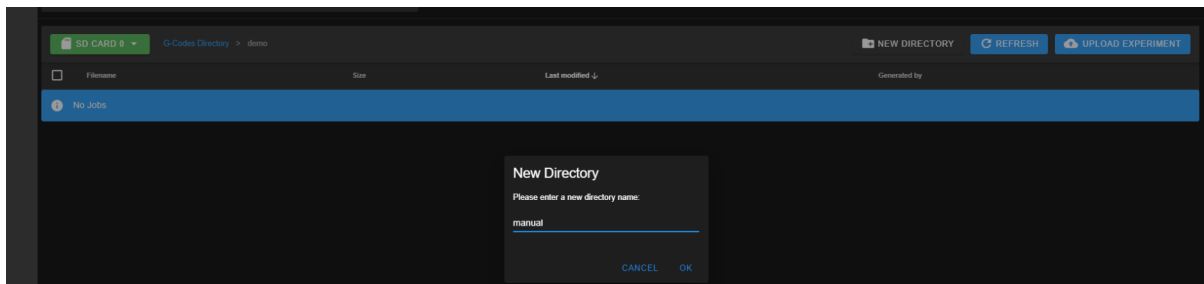 SD CARD 0 G-Codes Directory > demo NEW DIRECTORY REFRESH UPLOAD EXPERIMENT
Filename Size Last modified ↓ Generated by
No Jobs
New Directory
Please enter a new directory name:
manual
CANCEL OK